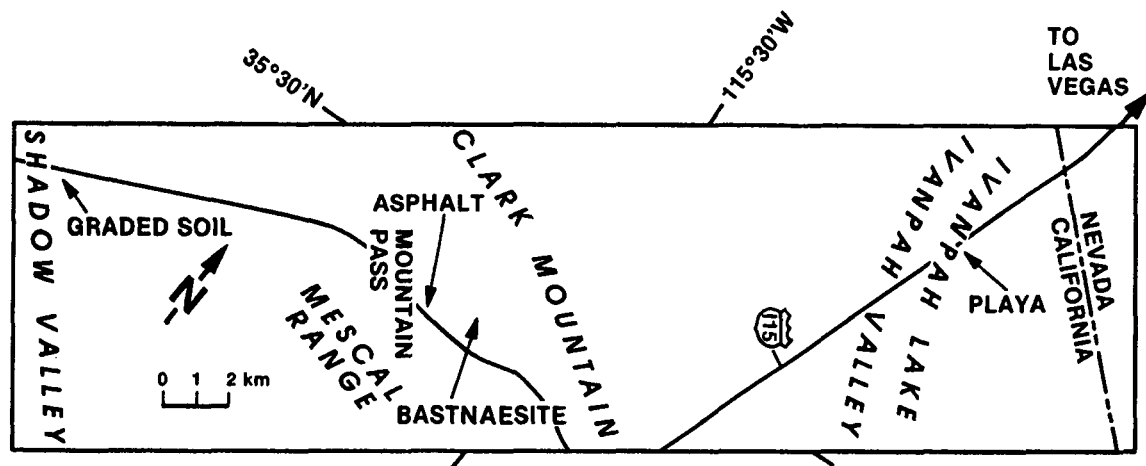 35°30'N
115°30'W
TO
LAS
VEGAS
SHADOW VALLEY
GRADED SOIL
N
MESCAL
RANGE
0 1 2 km
MOUNTAIN
PASS
ASPHALT
BASTNAESITE
CLARK MOUNTAIN
I15
IVANPAH VALLEY
IVANPAH LAKE
PLAYA
NEVADA
CALIFORNIA